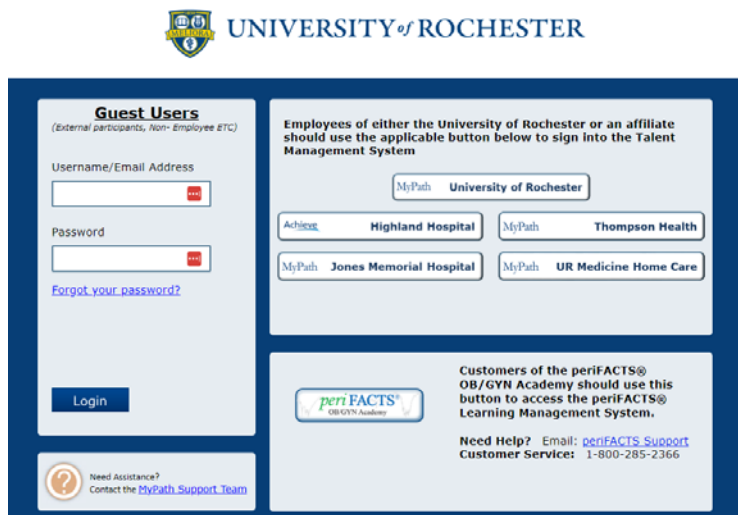 MELIORA
UNIVERSITY of ROCHESTER
Guest Users
(External participants, Non- Employee ETC)
Username/Email Address
Password
Forgot your password?
Login
Need Assistance?
Contact the MyPath Support Team
Employees of either the University of Rochester or an affiliate
should use the applicable button below to sign into the Talent
Management System
MyPath University of Rochester
Achieve Highland Hospital
MyPath Thompson Health
MyPath Jones Memorial Hospital
MyPath UR Medicine Home Care
periFACTS®
OB/GYN Academy
Customers of the periFACTS®
OB/GYN Academy should use this
button to access the periFACTS®
Learning Management System.
Need Help? Email: periFACTS Support
Customer Service: 1-800-285-2366